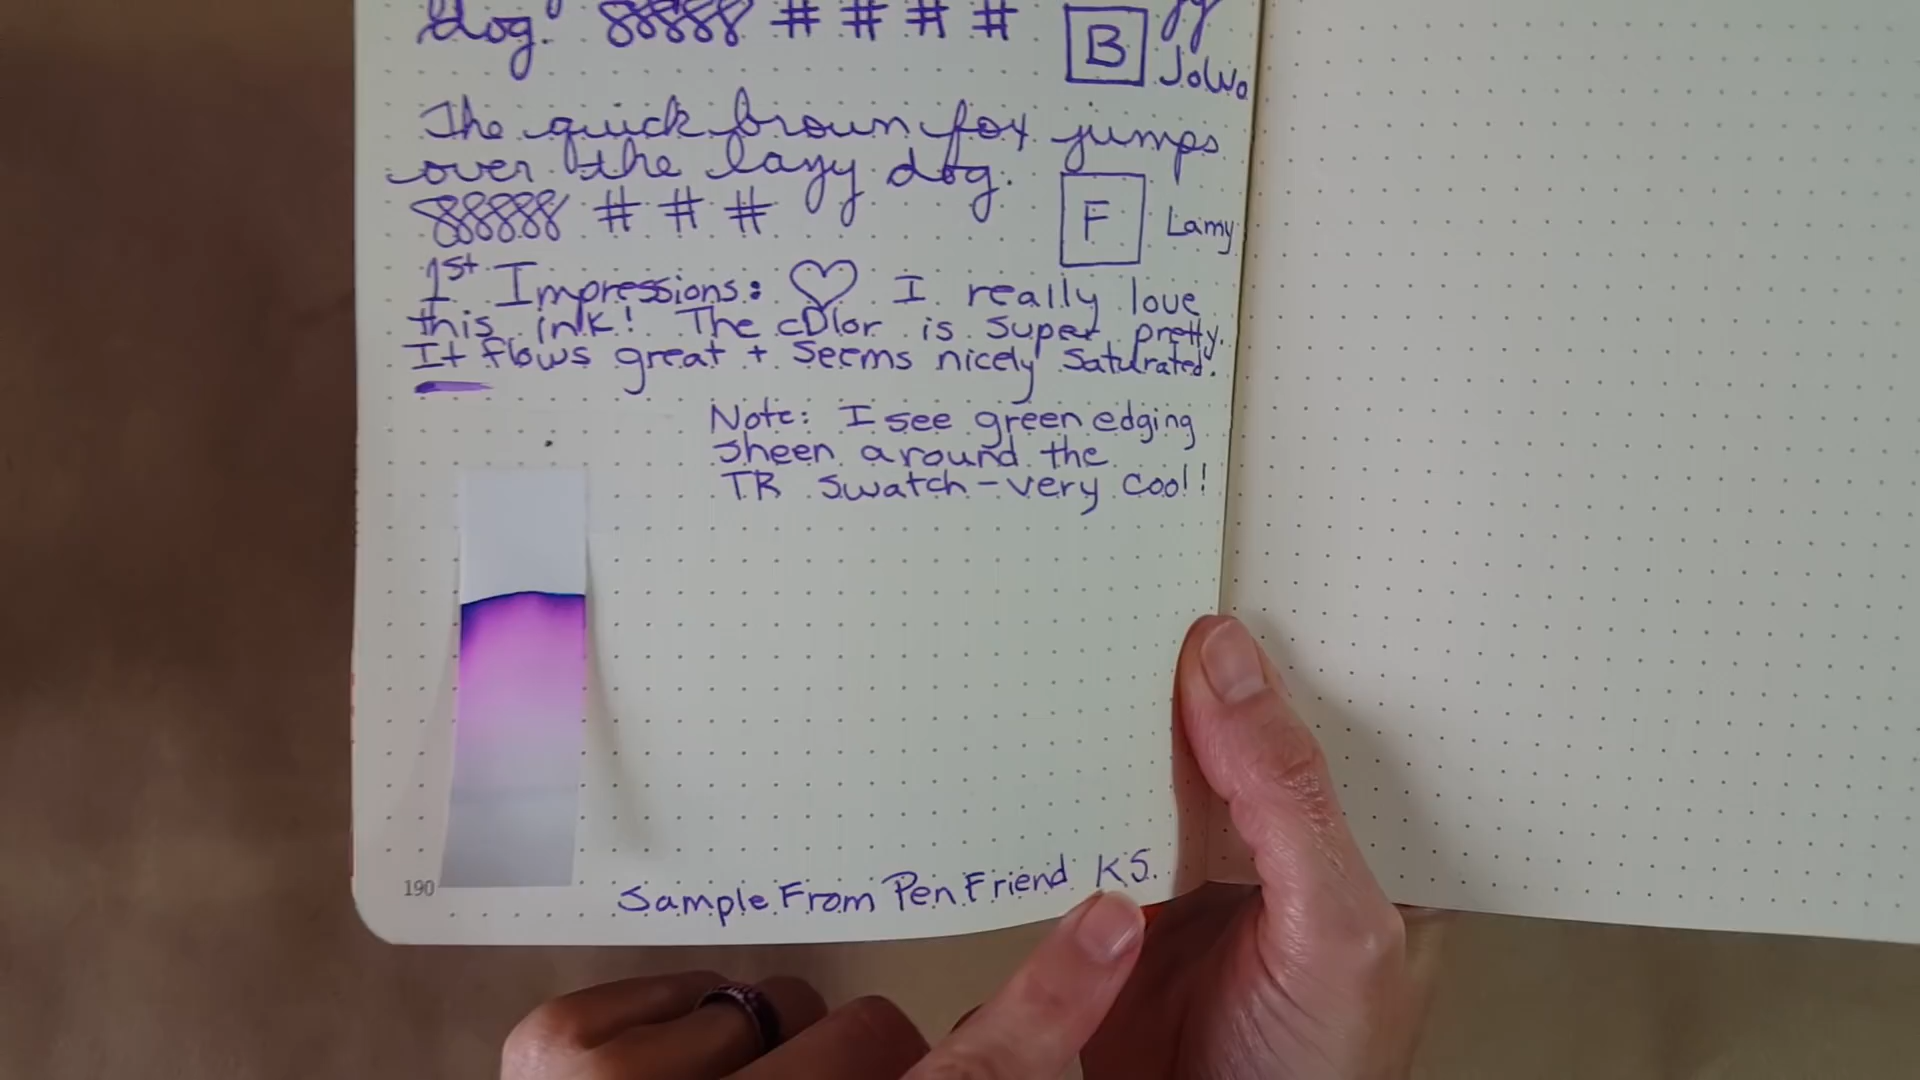 dog. 88888 # # # #
B
JoWo
The quick brown fox jumps
over the lazy dog.
88888 # # #
F Lamy
1st Impressions: ♡ I really love
this ink! The color is super pretty.
It flows great + seems nicely saturated.
Note: I see green edging
sheen around the
TR Swatch - very cool!
190
Sample From Pen Friend KS.